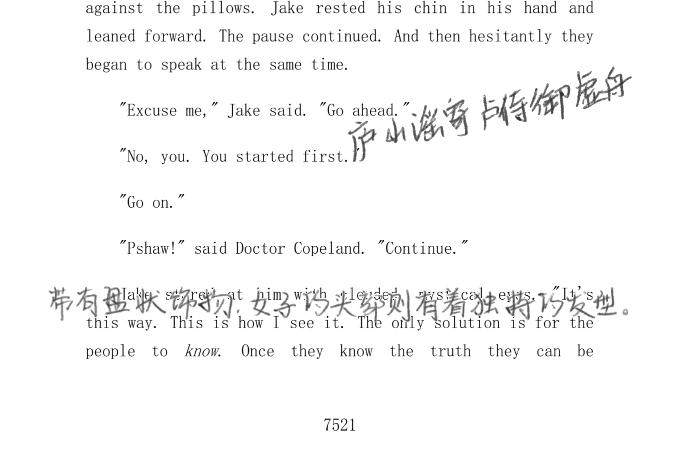 against the pillows. Jake rested his chin in his hand and
leaned forward. The pause continued. And then hesitantly they
began to speak at the same time.
"Excuse me," Jake said. "Go ahead."
庐山谣寄卢侍御虚舟
"No, you. You started first."
"Go on."
"Pshaw!" said Doctor Copeland. "Continue."
Jake stared at him with clouded, mystical eyes. "It's
带有盘状饰物，女子的头部则有着独特的发型。
this way. This is how I see it. The only solution is for the
people to know. Once they know the truth they can be
7521